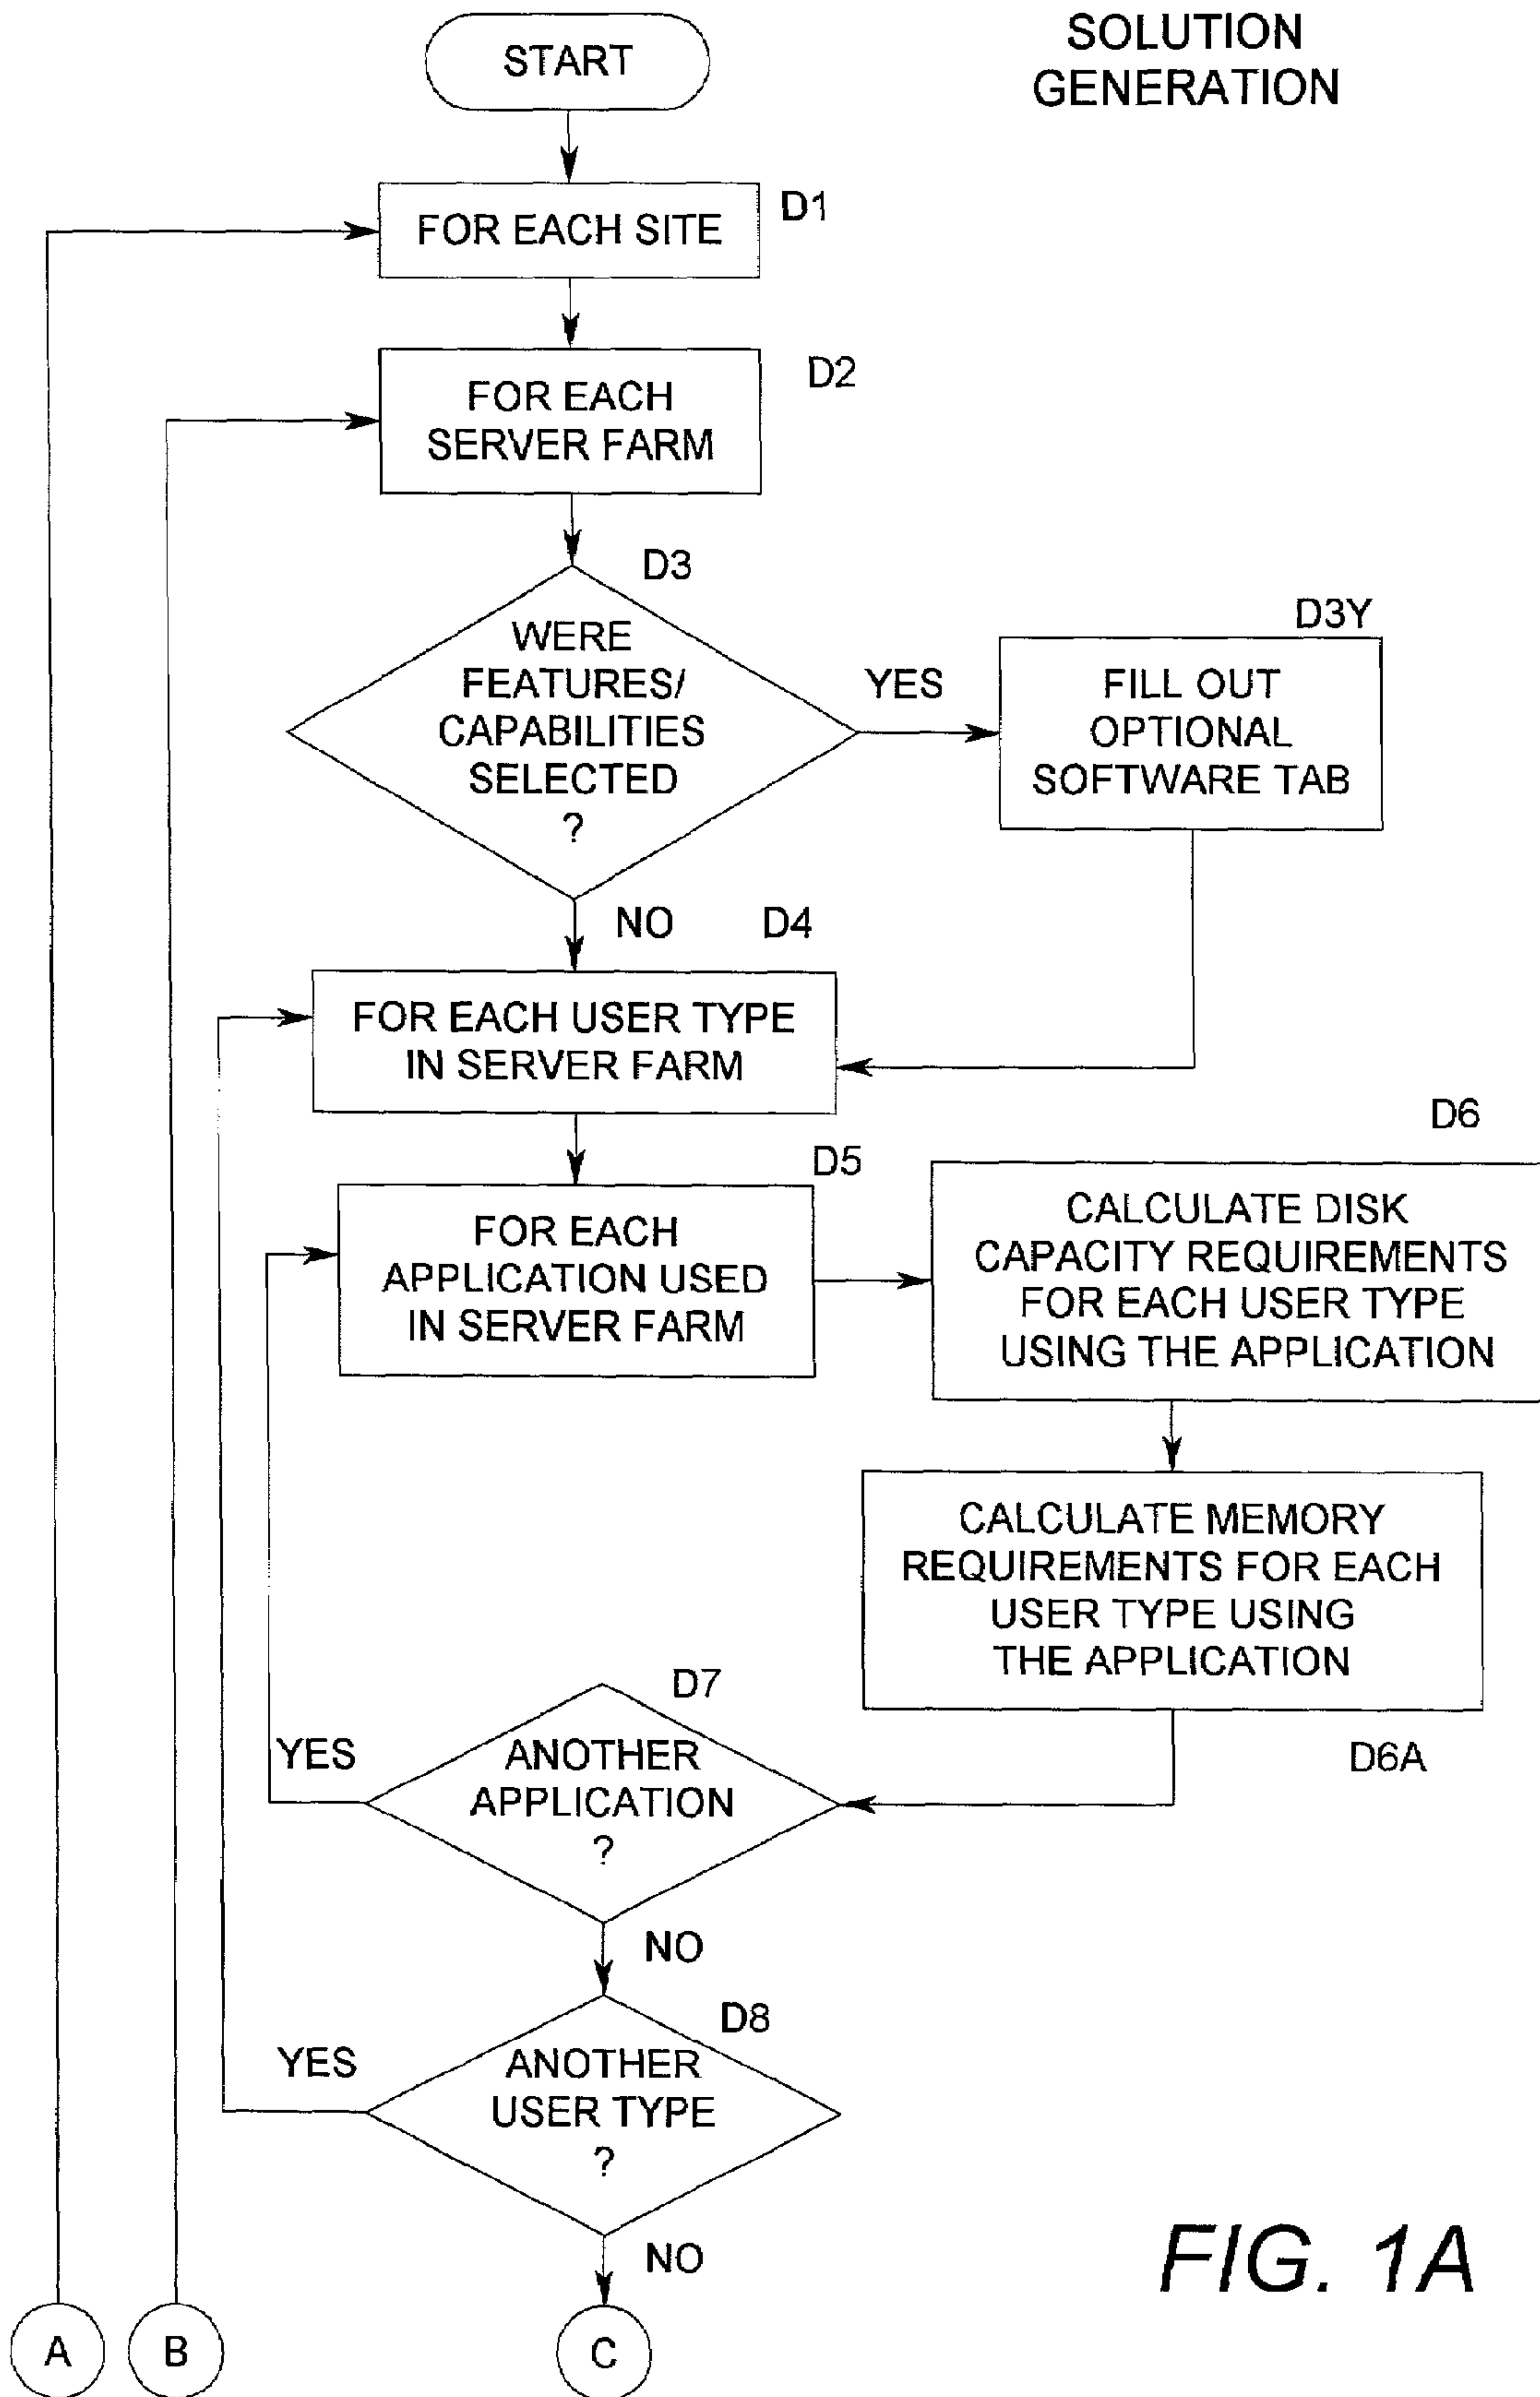 SOLUTION
GENERATION
START
FOR EACH SITE
D1
FOR EACH
SERVER FARM
D2
D3
WERE
FEATURES/
CAPABILITIES
SELECTED
?
YES
D3Y
FILL OUT
OPTIONAL
SOFTWARE TAB
NO
D4
FOR EACH USER TYPE
IN SERVER FARM
D5
FOR EACH
APPLICATION USED
IN SERVER FARM
D6
CALCULATE DISK
CAPACITY REQUIREMENTS
FOR EACH USER TYPE
USING THE APPLICATION
CALCULATE MEMORY
REQUIREMENTS FOR EACH
USER TYPE USING
THE APPLICATION
D6A
D7
YES
ANOTHER
APPLICATION
?
NO
D8
YES
ANOTHER
USER TYPE
?
NO
A
B
C
FIG. 1A